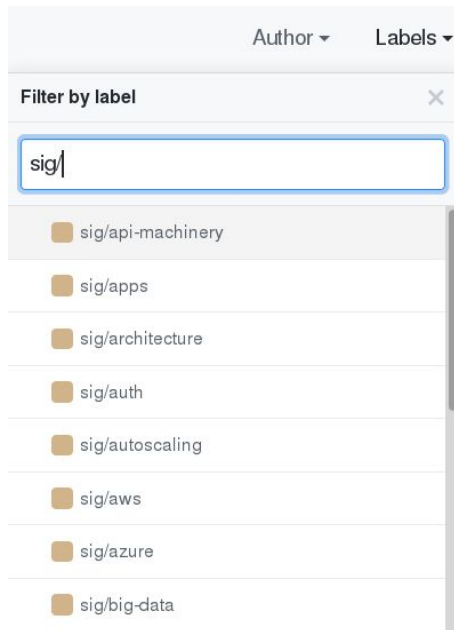 Author Labels
Filter by label
sig/
sig/api-machinery
sig/apps
sig/architecture
sig/auth
sig/autoscaling
sig/aws
sig/azure
sig/big-data